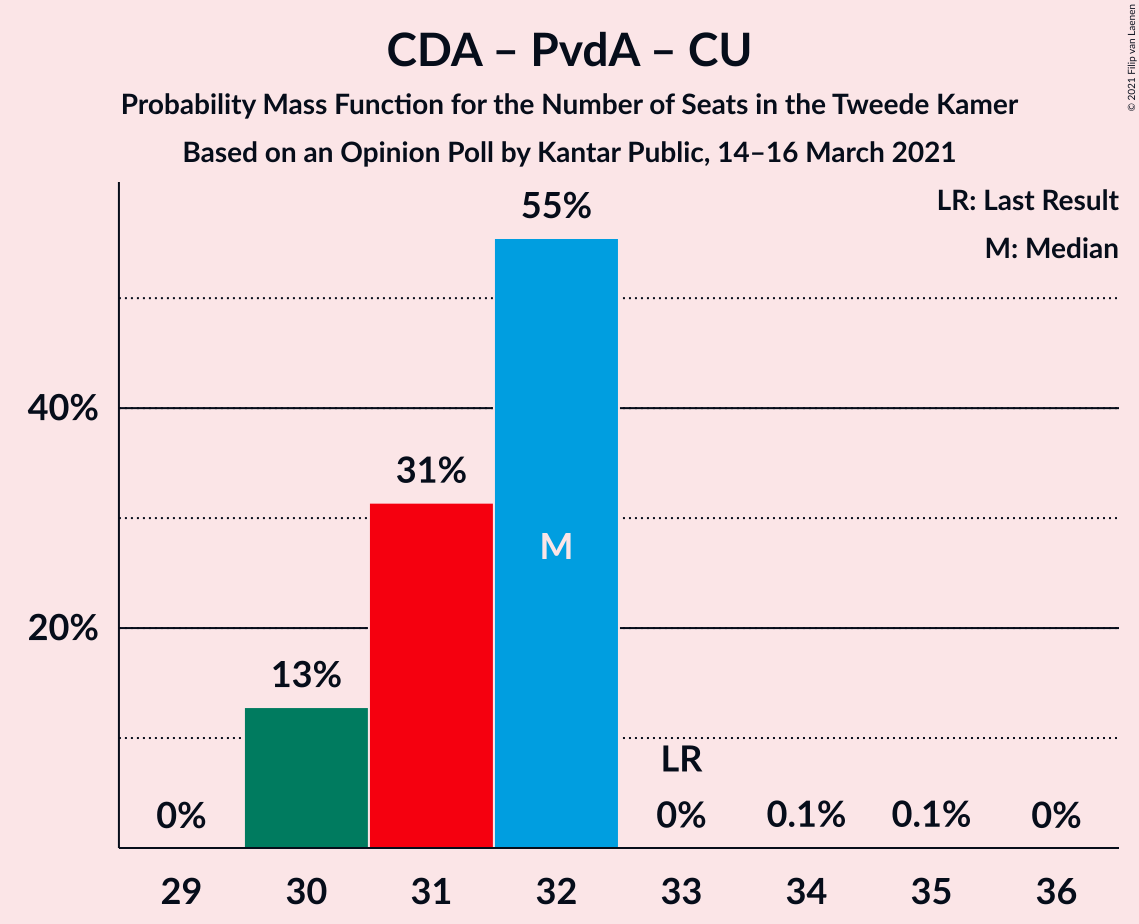 CDA – PvdA – CU
Probability Mass Function for the Number of Seats in the Tweede Kamer
Based on an Opinion Poll by Kantar Public, 14–16 March 2021
© 2021 Filip van Laenen
LR: Last Result
M: Median
40%
20%
0%
13%
31%
55%
M
LR
0%
0.1%
0.1%
0%
29 30 31 32 33 34 35 36